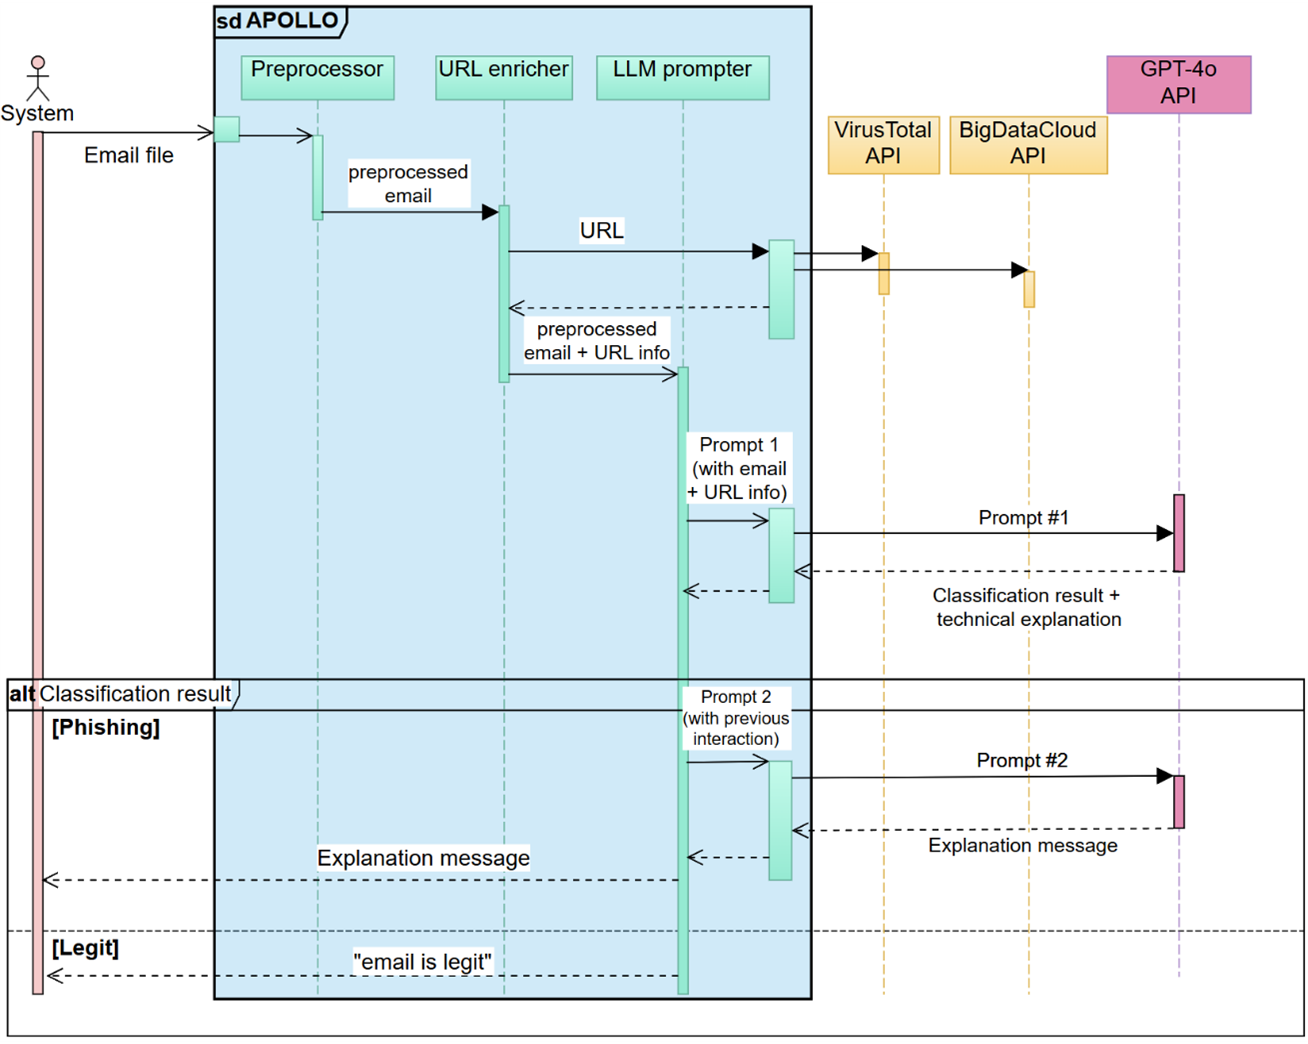 sd APOLLO
System
Preprocessor
URL enricher
LLM prompter
GPT-4o
API
VirusTotal
API
BigDataCloud
API
Email file
preprocessed
email
URL
preprocessed
email + URL info
Prompt 1
(with email
+ URL info)
Prompt #1
Classification result +
technical explanation
alt Classification result
[Phishing]
Prompt 2
(with previous
interaction)
Prompt #2
Explanation message
Explanation message
[Legit]
"email is legit"